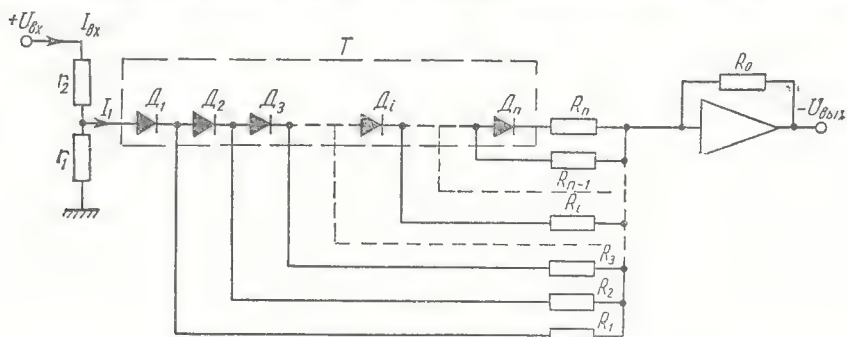 +Uвх Iвх
T
R₀
r₂
Д₁ Д₂ Д₃ Дi Дn Rn
I₁
-Uвых
r₁
Rn-1
Ri
R₃
R₂
R₁